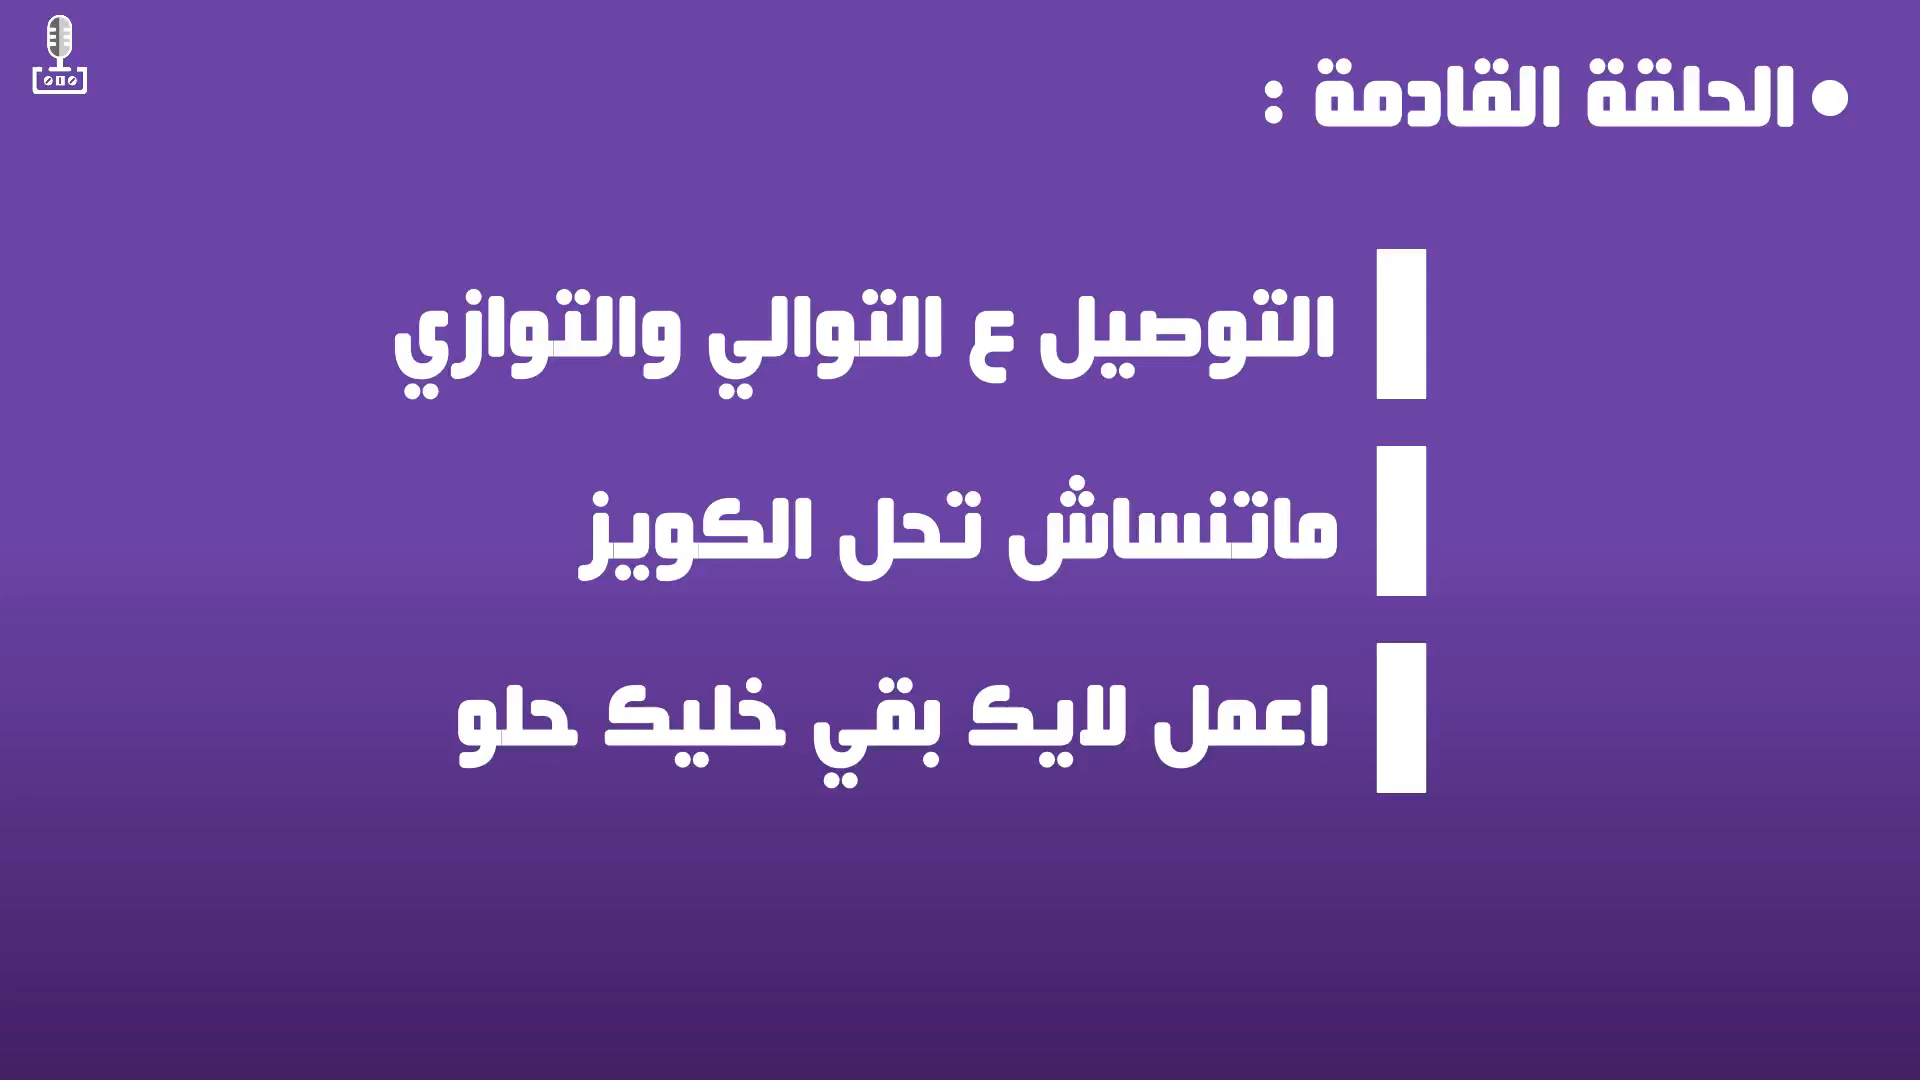 • الحلقة القادمة :
التوصيل ع التوالي والتوازي
ماتنساش تحل الكويز
اعمل لايك بقي خليك حلو